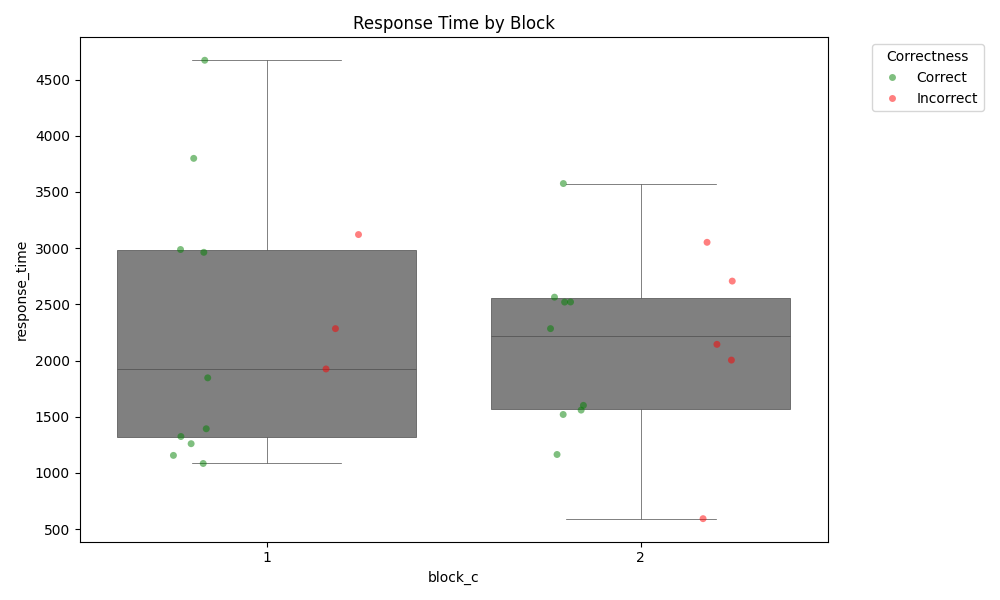 Response Time by Block
Correctness
Correct
Incorrect
response_time
4500
4000
3500
3000
2500
2000
1500
1000
500
1
2
block_c